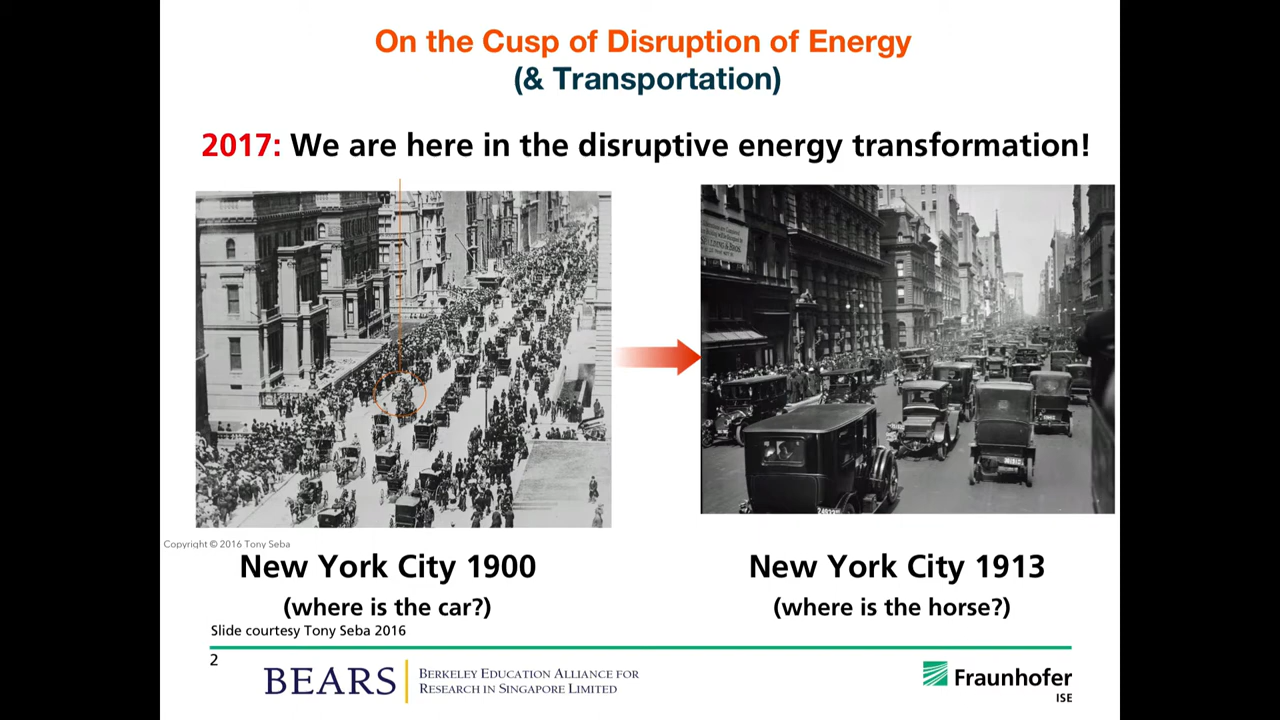 On the Cusp of Disruption of Energy
(& Transportation)
2017: We are here in the disruptive energy transformation!
Copyright © 2016 Tony Seba
New York City 1900
(where is the car?)
New York City 1913
(where is the horse?)
Slide courtesy Tony Seba 2016
2
BEARS
BERKELEY EDUCATION ALLIANCE FOR
RESEARCH IN SINGAPORE LIMITED
Fraunhofer
ISE